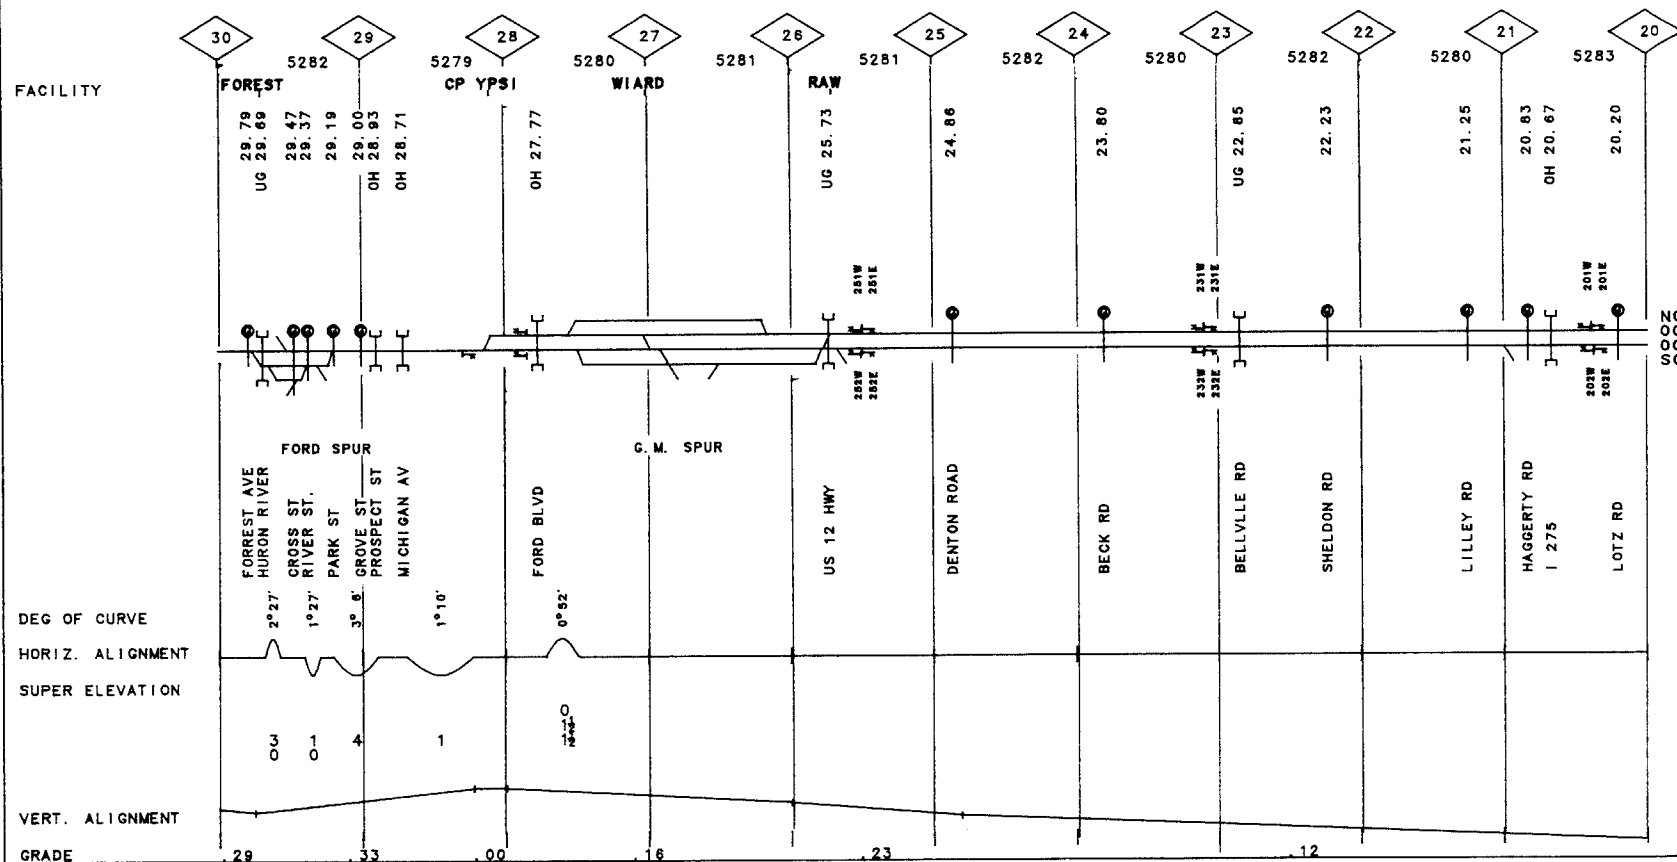 30 29 28 27 26 25 24 23 22 21 20
5282 5279 5280 5281 5281 5282 5280 5282 5280 5283
FACILITY
FOREST CP YPSI WIARD RAW
29.79
UG 29.69
29.47
29.37
29.19
29.00
OH 28.93
OH 28.71
OH 27.77
UG 25.73
24.86
23.80
UG 22.85
22.23
21.25
20.83
OH 20.67
20.20
251W
251E
231W
231E
201W
201E
252W
252E
232W
232E
202W
202E
FORD SPUR G.M. SPUR
FORREST AVE
HURON RIVER
CROSS ST
RIVER ST.
PARK ST
GROVE ST
PROSPECT ST
MICHIGAN AV
FORD BLVD
US 12 HWY
DENTON ROAD
BECK RD
BELLVLLE RD
SHELDON RD
LILLEY RD
HAGGERTY RD
I 275
LOTZ RD
DEG OF CURVE
2°27'
1°27'
3° 6'
1°10'
0°52'
HORIZ. ALIGNMENT
SUPER ELEVATION
3 1 4 1
0 0
0
VERT. ALIGNMENT
GRADE .29 .33 .00 .16 .23 .12